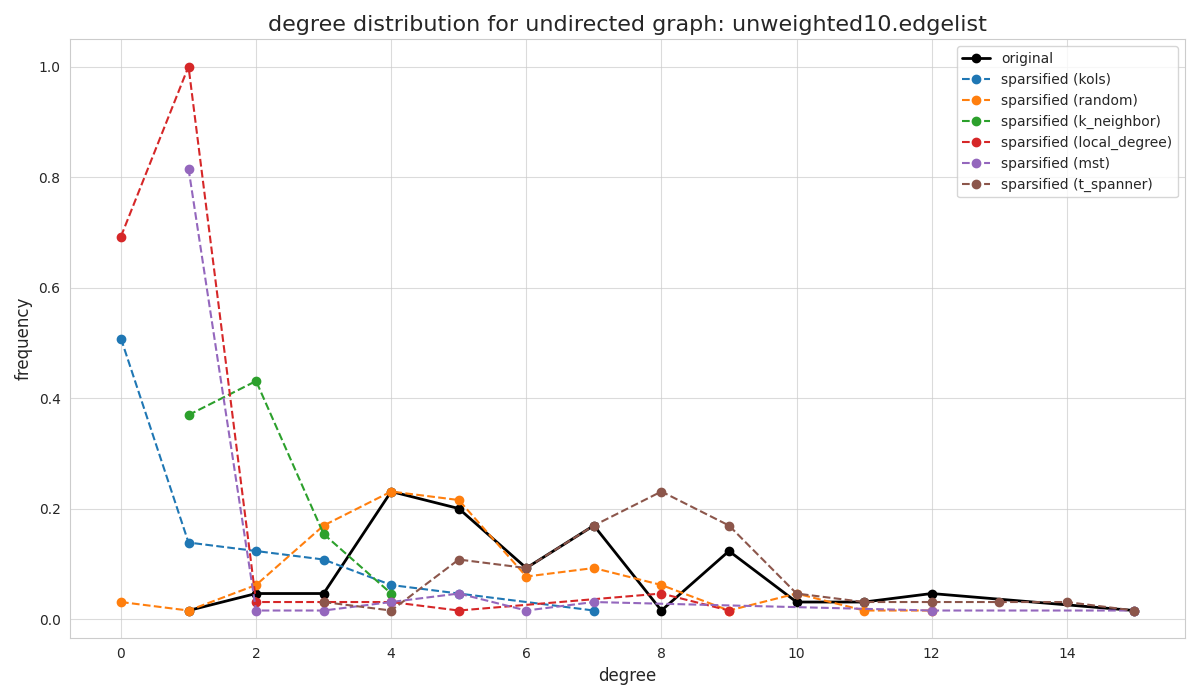 degree distribution for undirected graph: unweighted10.edgelist
original
sparsified (kols)
sparsified (random)
sparsified (k_neighbor)
sparsified (local_degree)
sparsified (mst)
sparsified (t_spanner)
frequency
1.0
0.8
0.6
0.4
0.2
0.0
0 2 4 6 8 10 12 14
degree